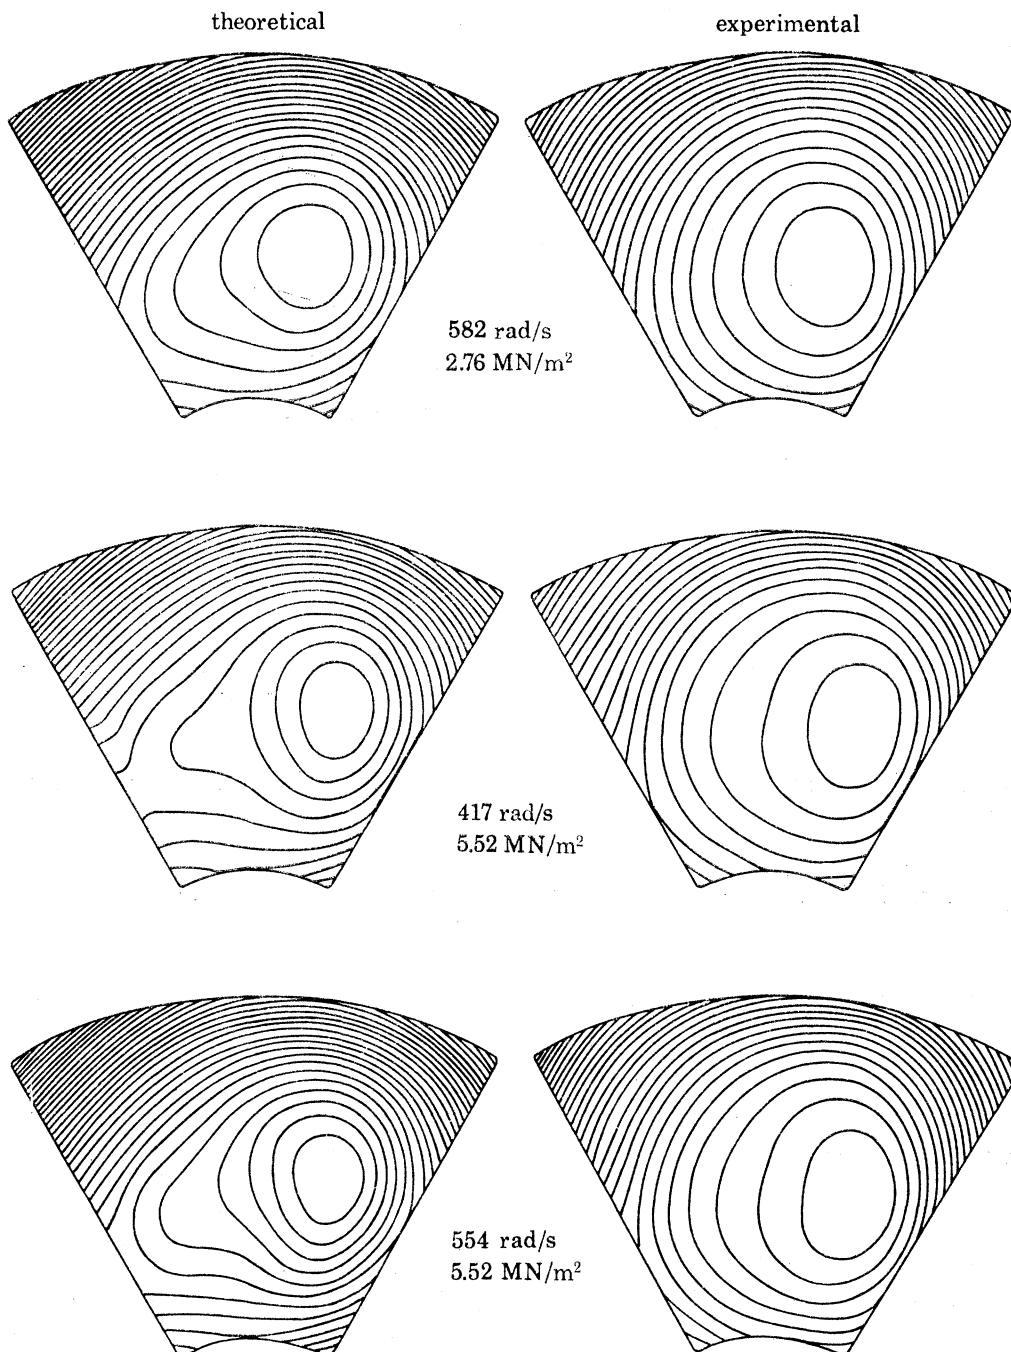 theoretical
experimental
582 rad/s
2.76 MN/m²
417 rad/s
5.52 MN/m²
554 rad/s
5.52 MN/m²